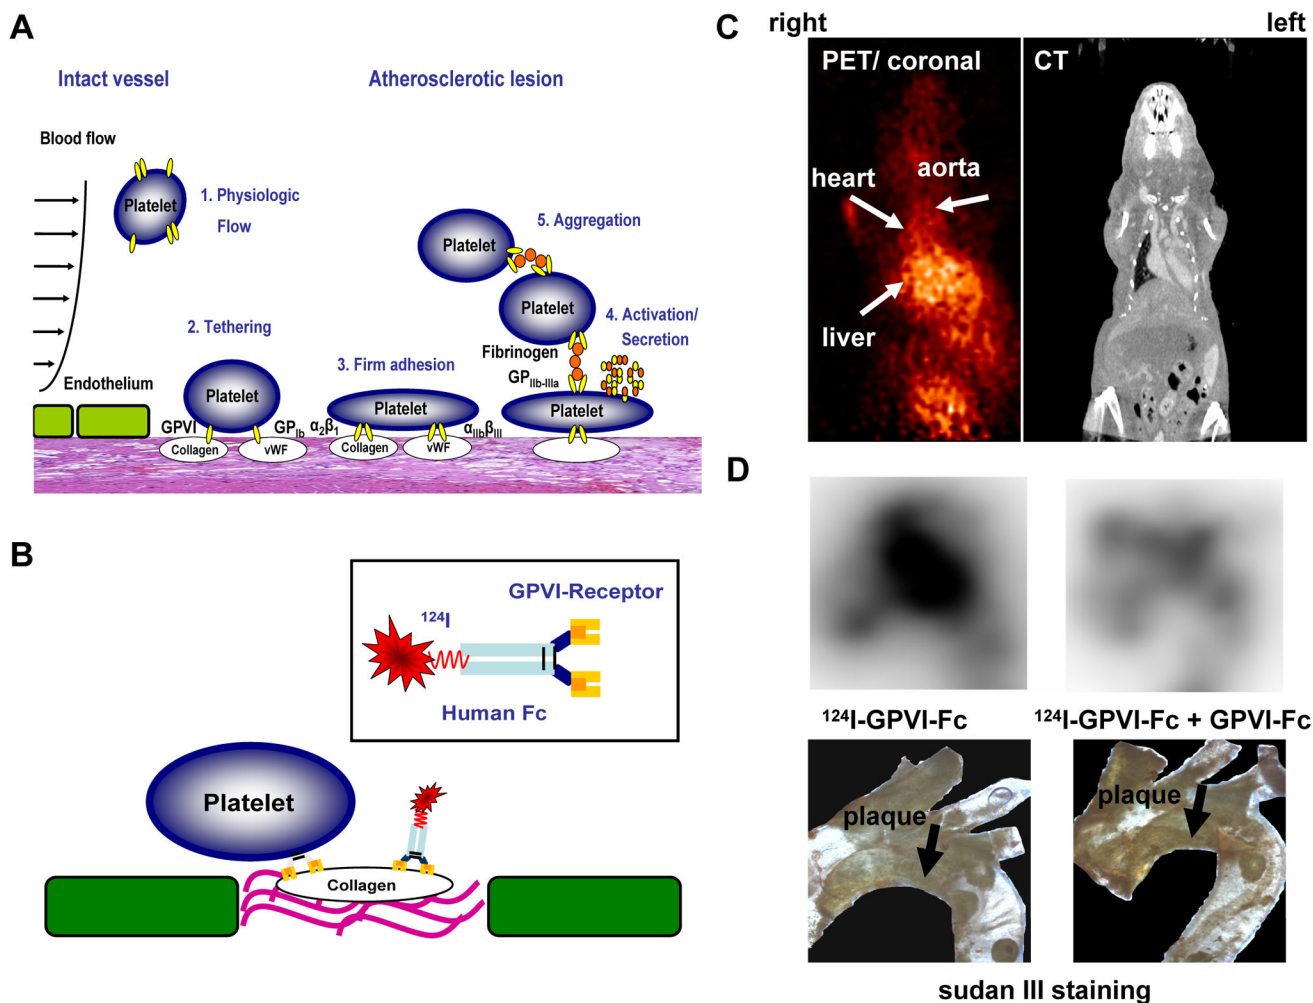 A
Intact vessel
Atherosclerotic lesion
Blood flow
Platelet
1. Physiologic
Flow
2. Tethering
Endothelium
Platelet
GPVI
GPIb
Collagen
vWF
3. Firm adhesion
Platelet
α2β1
αIIbβIII
Collagen
vWF
5. Aggregation
Platelet
Platelet
4. Activation/
Secretion
Fibrinogen
GPIIb-IIIa
Platelet
B
GPVI-Receptor
124I
Human Fc
Platelet
Collagen
C
right
left
PET/ coronal
CT
heart
aorta
liver
D
124I-GPVI-Fc
124I-GPVI-Fc + GPVI-Fc
plaque
plaque
sudan III staining